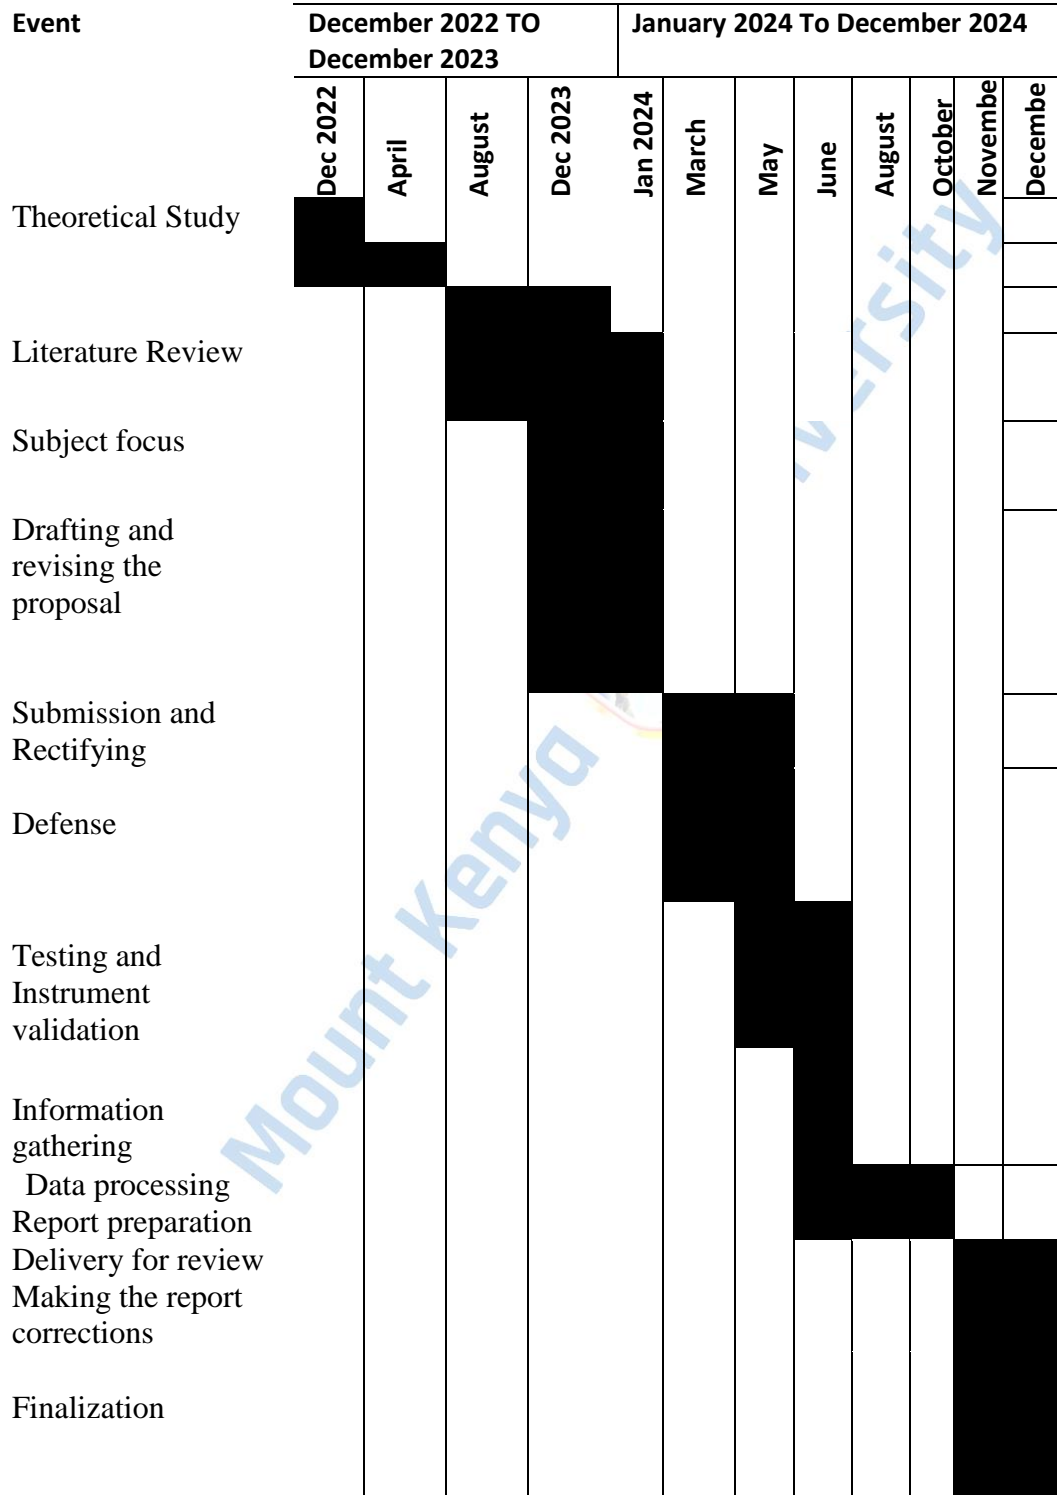 Event
December 2022 TO
December 2023
January 2024 To December 2024
Dec 2022
April
August
Dec 2023
Jan 2024
March
May
June
August
October
Novembe
Decembe
Theoretical Study
Literature Review
Subject focus
Drafting and
revising the
proposal
Submission and
Rectifying
Defense
Testing and
Instrument
validation
Information
gathering
Data processing
Report preparation
Delivery for review
Making the report
corrections
Finalization
Mount Kenya
versity